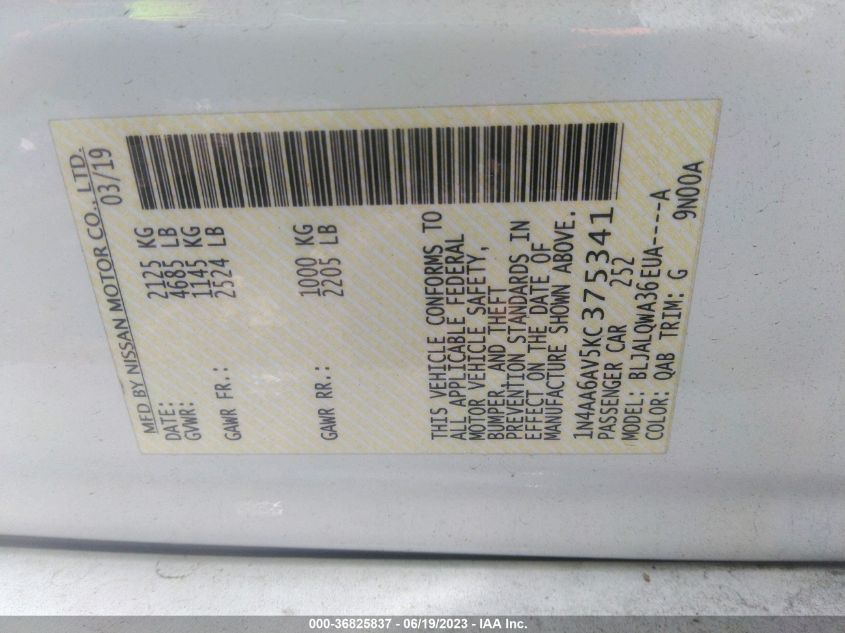 MFD BY NISSAN MOTOR CO., LTD.
DATE: 03/19
GVWR: 2125 KG
4685 LB
GAWR FR.: 1145 KG
2524 LB
GAWR RR.: 1000 KG
2205 LB
THIS VEHICLE CONFORMS TO
ALL APPLICABLE FEDERAL
MOTOR VEHICLE SAFETY,
BUMPER, AND THEFT
PREVENTION STANDARDS IN
EFFECT ON THE DATE OF
MANUFACTURE SHOWN ABOVE.
1N4AA6AV5KC375341
PASSENGER CAR 252
MODEL: BLJALQWA36EUA----A
COLOR: QAB TRIM: G 9N00A
000-36825837 - 06/19/2023 - IAA Inc.